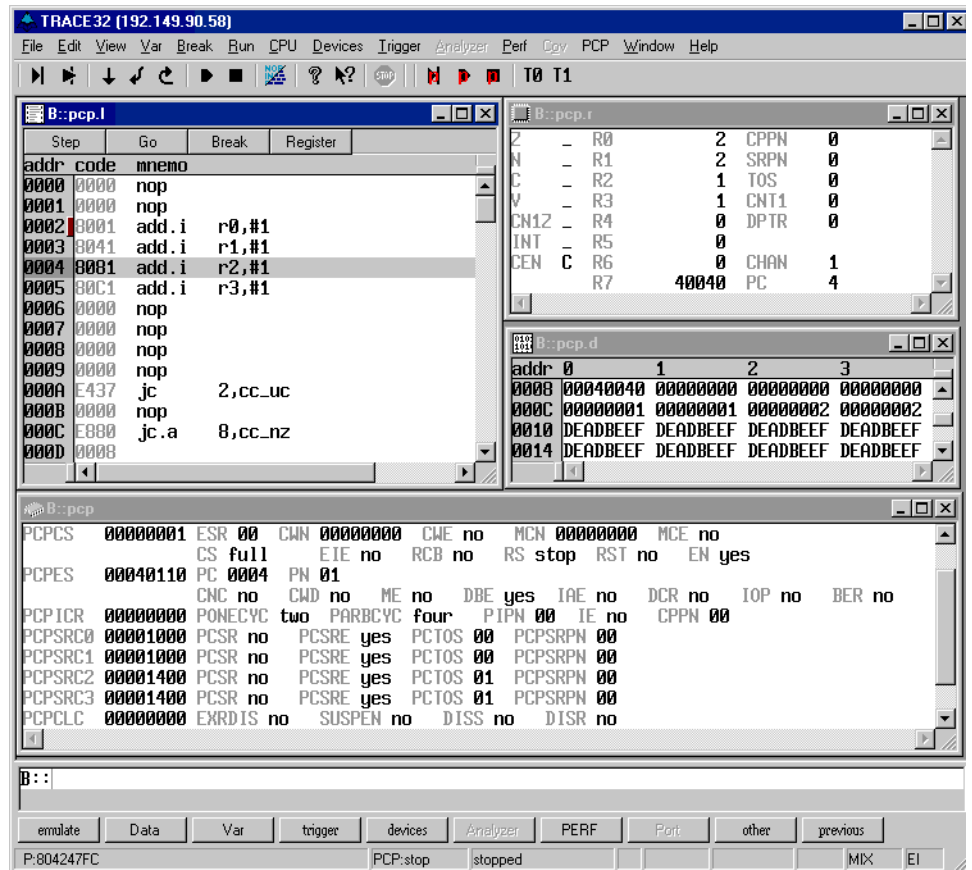 TRACE32 (192.149.90.58)
File Edit View Var Break Run CPU Devices Trigger Analyzer Perf Cov PCP Window Help
STOP T0 T1
B::pcp.l
Step Go Break Register
addr code mnemo
0000 0000 nop
0001 0000 nop
0002 8001 add.i r0,#1
0003 8041 add.i r1,#1
0004 8081 add.i r2,#1
0005 80C1 add.i r3,#1
0006 0000 nop
0007 0000 nop
0008 0000 nop
0009 0000 nop
000A E437 jc 2,cc_uc
000B 0000 nop
000C E880 jc.a 8,cc_nz
000D 0008
B::pcp.r
Z _ R0 2 CPPN 0
N _ R1 2 SRPN 0
C _ R2 1 TOS 0
V _ R3 1 CNT1 0
CN1Z _ R4 0 DPTR 0
INT _ R5 0
CEN C R6 0 CHAN 1
R7 40040 PC 4
B::pcp.d
addr 0 1 2 3
0008 00040040 00000000 00000000 00000000
000C 00000001 00000001 00000002 00000002
0010 DEADBEEF DEADBEEF DEADBEEF DEADBEEF
0014 DEADBEEF DEADBEEF DEADBEEF DEADBEEF
B::pcp
PCPCS 00000001 ESR 00 CWN 00000000 CWE no MCN 00000000 MCE no
CS full EIE no RCB no RS stop RST no EN yes
PCPES 00040110 PC 0004 PN 01
CNC no CWD no ME no DBE yes IAE no DCR no IOP no BER no
PCPICR 00000000 PONECYC two PARBCYC four PIPN 00 IE no CPPN 00
PCPSRC0 00001000 PCSR no PCSRE yes PCTOS 00 PCPSRPN 00
PCPSRC1 00001000 PCSR no PCSRE yes PCTOS 00 PCPSRPN 00
PCPSRC2 00001400 PCSR no PCSRE yes PCTOS 01 PCPSRPN 00
PCPSRC3 00001400 PCSR no PCSRE yes PCTOS 01 PCPSRPN 00
PCPCLC 00000000 EXRDIS no SUSPEN no DISS no DISR no
B::
emulate Data Var trigger devices Analyzer PERF Port other previous
P:804247FC PCP:stop stopped MIX EI